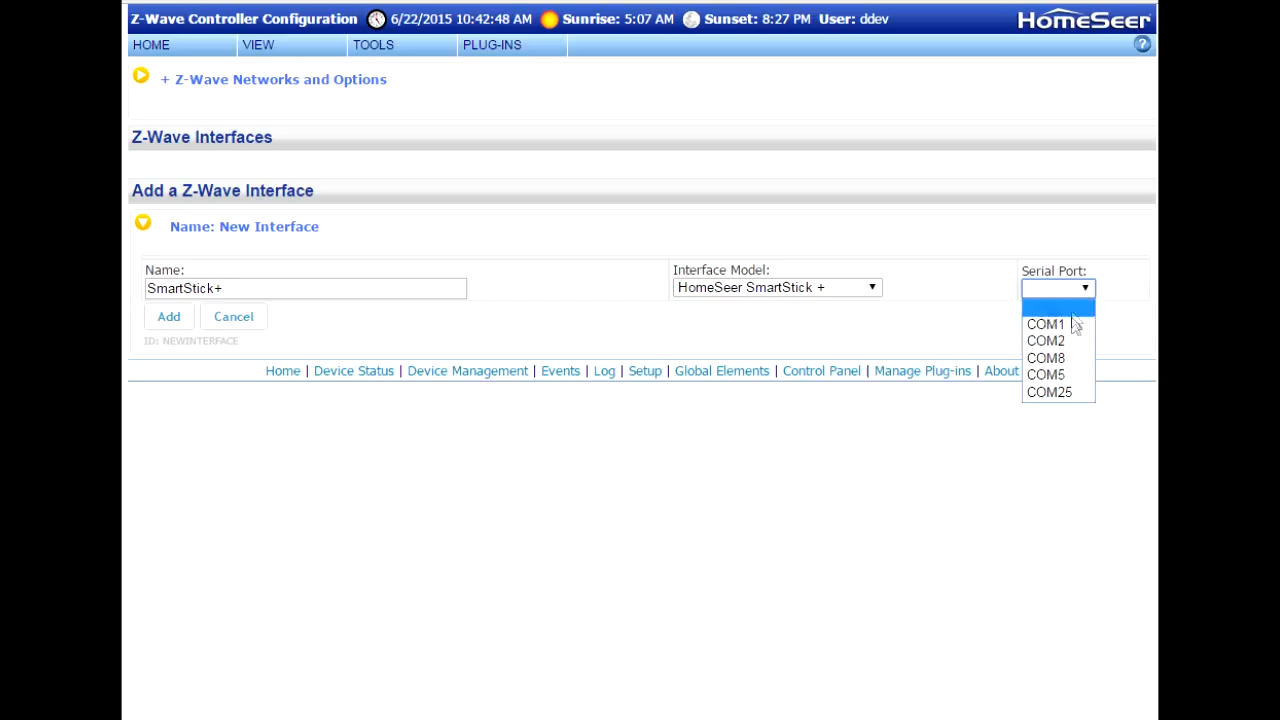 Z-Wave Controller Configuration 6/22/2015 10:42:48 AM Sunrise: 5:07 AM Sunset: 8:27 PM User: ddev HomeSeer
HOME VIEW TOOLS PLUG-INS ?
+ Z-Wave Networks and Options
Z-Wave Interfaces
Add a Z-Wave Interface
Name: New Interface
Name: Interface Model: Serial Port:
SmartStick+ HomeSeer SmartStick +
Add Cancel
ID: NEWINTERFACE
COM1
COM2
COM8
COM5
COM25
Home | Device Status | Device Management | Events | Log | Setup | Global Elements | Control Panel | Manage Plug-ins | About